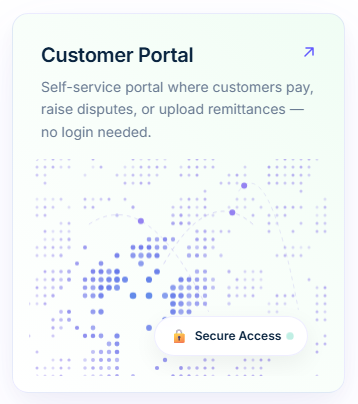 Customer Portal
Self-service portal where customers pay,
raise disputes, or upload remittances —
no login needed.
Secure Access